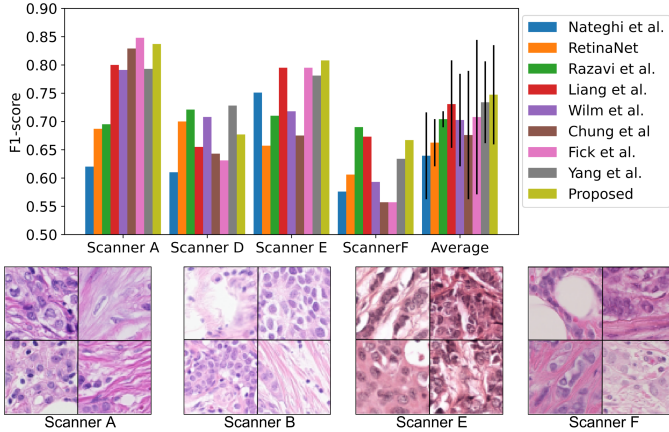 0.90
0.85
0.80
0.75
0.70
0.65
0.60
0.55
0.50
F1-score
Scanner A
Scanner D
Scanner E
ScannerF
Average
Nateghi et al.
RetinaNet
Razavi et al.
Liang et al.
Wilm et al.
Chung et al
Fick et al.
Yang et al.
Proposed
Scanner A
Scanner B
Scanner E
Scanner F